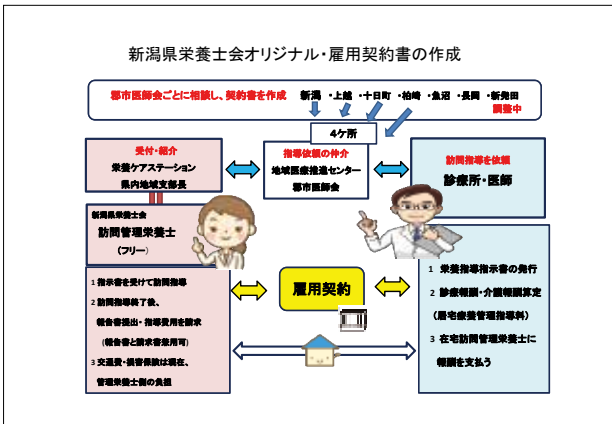 新潟県栄養士会オリジナル・雇用契約書の作成
郡市医師会ごとに相談し、契約書を作成　新潟　・上越　・十日町　・柏崎　・魚沼　・長岡　・新発田
調整中
4ケ所
受付・紹介
栄養ケアステーション
県内地域支部長
指導依頼の仲介
地域医療推進センター
郡市医師会
訪問指導を依頼
診療所・医師
新潟県栄養士会
訪問管理栄養士
(フリー)
雇用契約
1 指示書を受けて訪問指導
2 訪問指導終了後、
報告書提出・指導費用を請求
(報告書と請求書兼用可)
3 交通費・損害保険は現在、
管理栄養士側の負担
1 栄養指導指示書の発行
2 診療報酬・介護報酬算定
(居宅療養管理指導料)
3 在宅訪問管理栄養士に
報酬を支払う